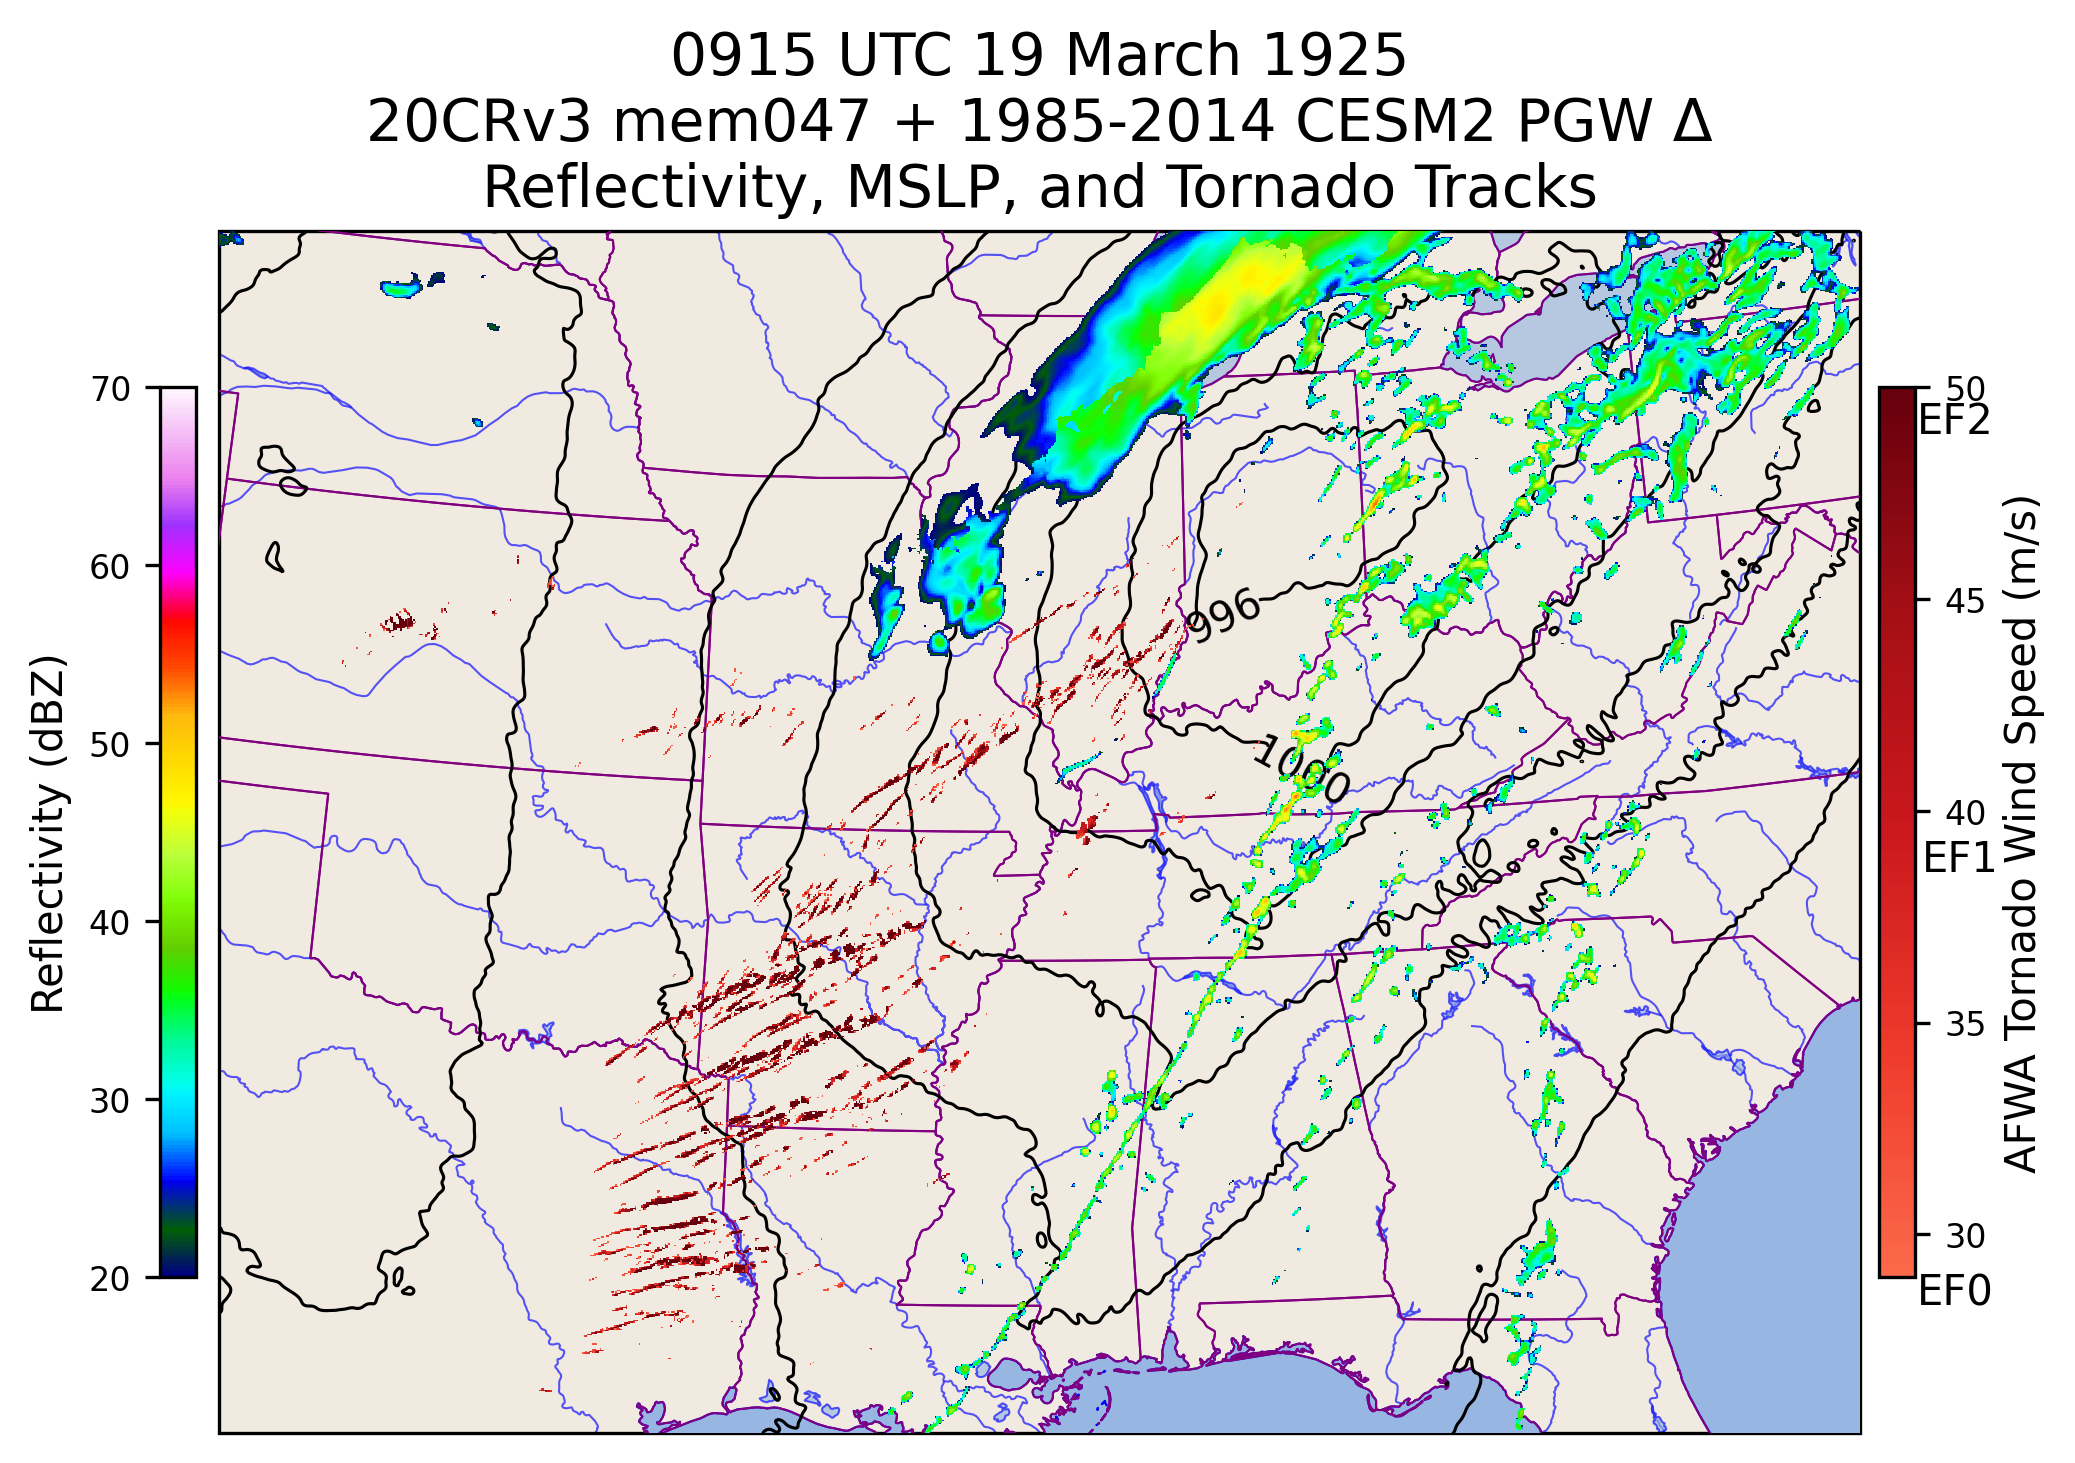 0915 UTC 19 March 1925
20CRv3 mem047 + 1985-2014 CESM2 PGW Δ
Reflectivity, MSLP, and Tornado Tracks
Reflectivity (dBZ)
70
60
50
40
30
20
996
1000
50
EF2
45
40
EF1
35
30
EF0
AFWA Tornado Wind Speed (m/s)